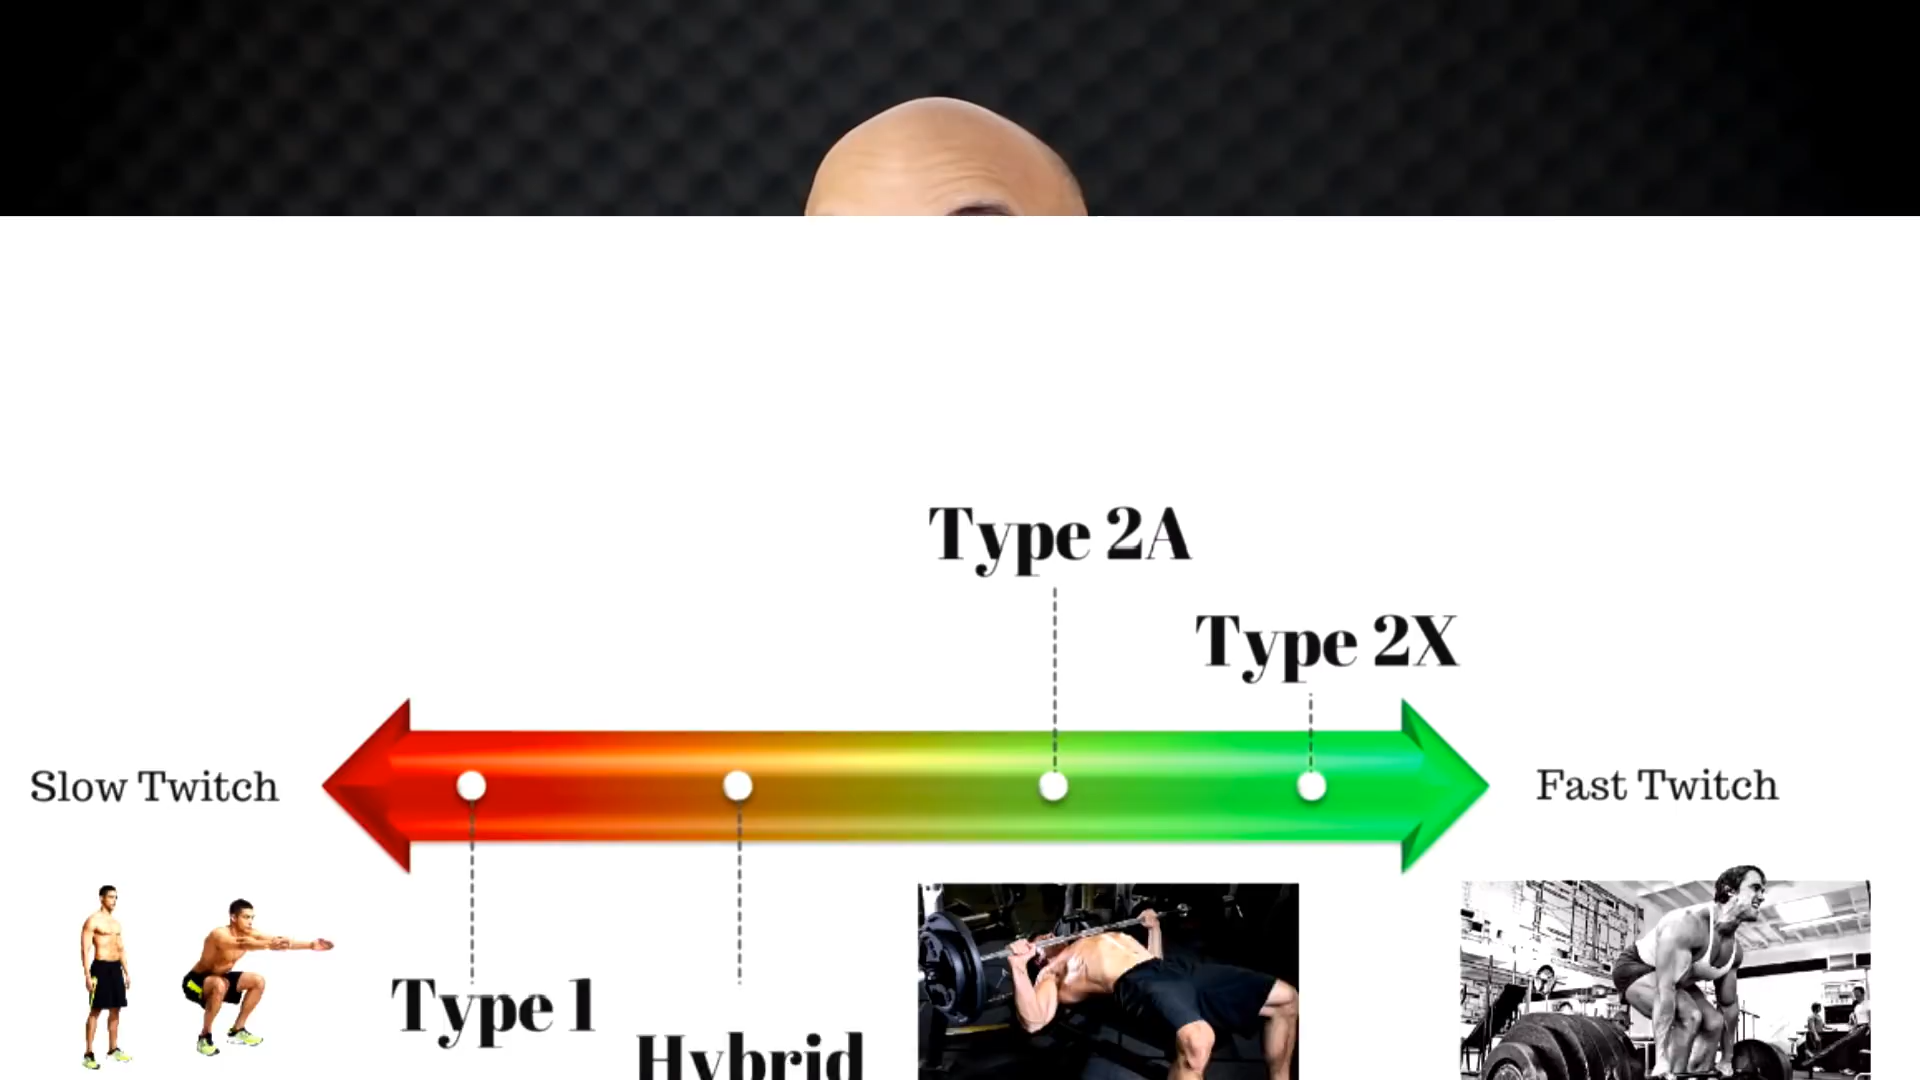 Type 2A
Type 2X
Slow Twitch
Fast Twitch
Type 1
Hybrid